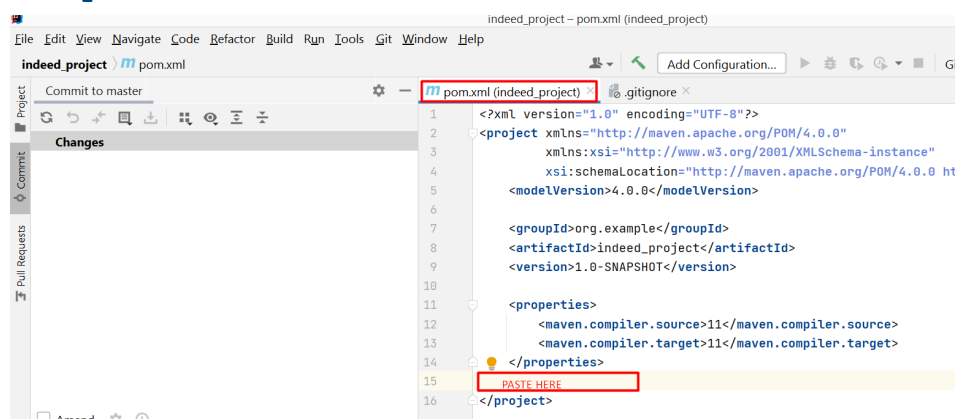 indeed_project – pom.xml (indeed_project)
File Edit View Navigate Code Refactor Build Run Tools Git Window Help
indeed_project m pom.xml Add Configuration...
Project
Commit
Pull Requests
Commit to master
Changes
m pom.xml (indeed_project) .gitignore
1 <?xml version="1.0" encoding="UTF-8"?>
2 <project xmlns="http://maven.apache.org/POM/4.0.0"
3 xmlns:xsi="http://www.w3.org/2001/XMLSchema-instance"
4 xsi:schemaLocation="http://maven.apache.org/POM/4.0.0 ht
5 <modelVersion>4.0.0</modelVersion>
6
7 <groupId>org.example</groupId>
8 <artifactId>indeed_project</artifactId>
9 <version>1.0-SNAPSHOT</version>
10
11 <properties>
12 <maven.compiler.source>11</maven.compiler.source>
13 <maven.compiler.target>11</maven.compiler.target>
14 </properties>
15 PASTE HERE
16 </project>